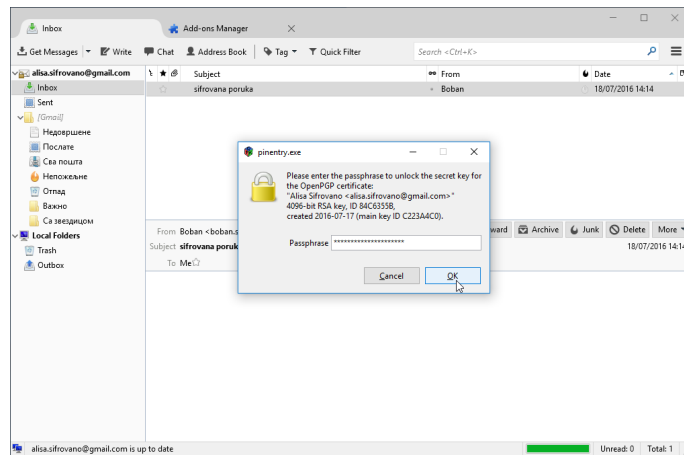 Inbox
Add-ons Manager
Get Messages Write Chat Address Book Tag Quick Filter Search <Ctrl+K>
alisa.sifrovano@gmail.com
Subject From Date
Inbox
sifrovana poruka Boban 18/07/2016 14:14
Sent
[Gmail]
Недовршене
Послате
Сва пошта
Непожељне
Отпад
Важно
Са звездицом
Local Folders
Trash
Outbox
pinentry.exe
Please enter the passphrase to unlock the secret key for
the OpenPGP certificate:
"Alisa Sifrovano <alisa.sifrovano@gmail.com>"
4096-bit RSA key, ID 84C6355B,
created 2016-07-17 (main key ID C223A4C0).
Passphrase *********************
Cancel OK
From Boban <boban.s
ward Archive Junk Delete More
Subject sifrovana poruk
18/07/2016 14:14
To Me
alisa.sifrovano@gmail.com is up to date Unread: 0 Total: 1